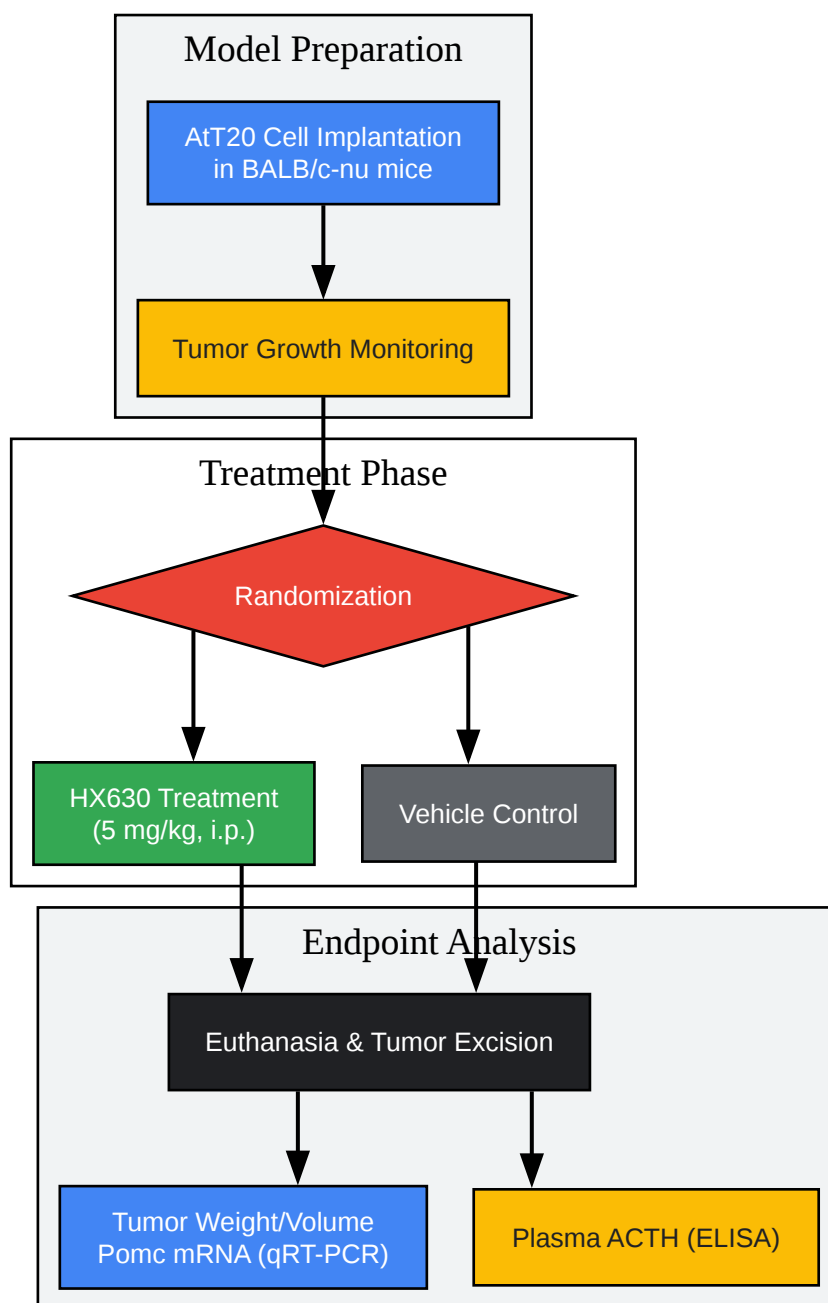 Model Preparation
AtT20 Cell Implantation
in BALB/c-nu mice
Tumor Growth Monitoring
Treatment Phase
Randomization
HX630 Treatment
(5 mg/kg, i.p.)
Vehicle Control
Endpoint Analysis
Euthanasia & Tumor Excision
Tumor Weight/Volume
Pomc mRNA (qRT-PCR)
Plasma ACTH (ELISA)